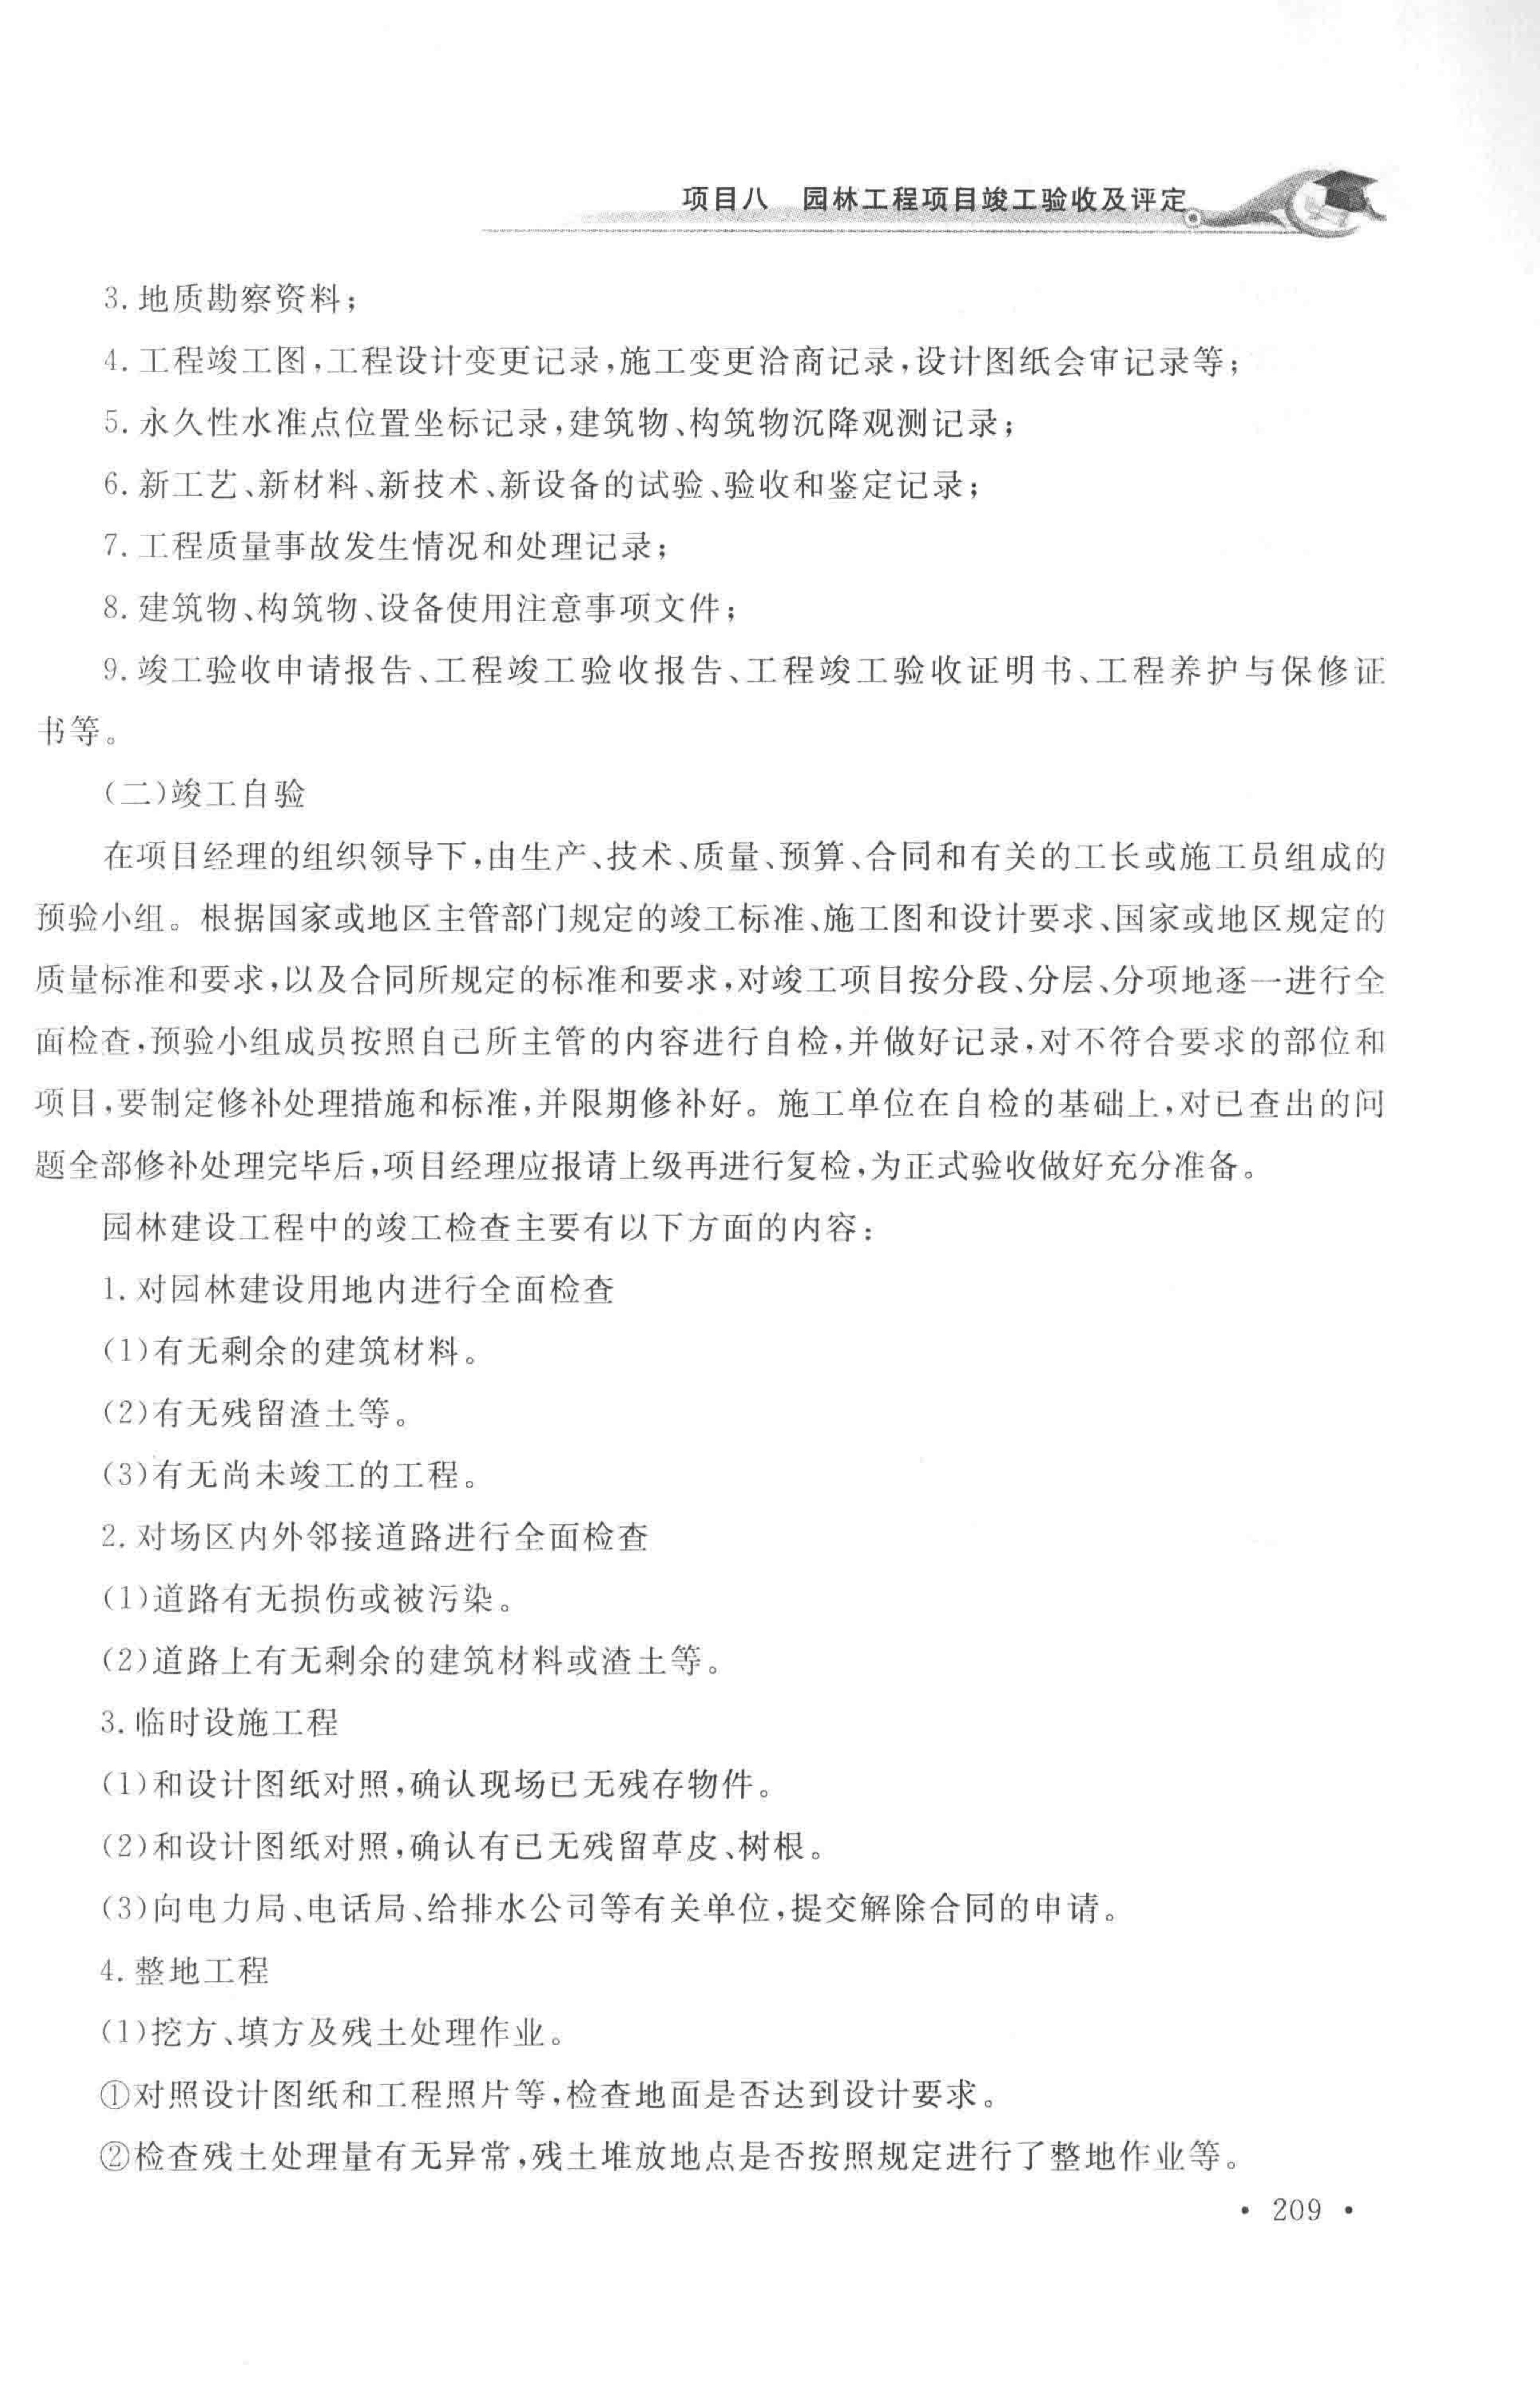 项目八 园林工程项目竣工验收及评定
3. 地质勘察资料；
4. 工程竣工图，工程设计变更记录，施工变更洽商记录，设计图纸会审记录等；
5. 永久性水准点位置坐标记录，建筑物、构筑物沉降观测记录；
6. 新工艺、新材料、新技术、新设备的试验、验收和鉴定记录；
7. 工程质量事故发生情况和处理记录；
8. 建筑物、构筑物、设备使用注意事项文件；
9. 竣工验收申请报告、工程竣工验收报告、工程竣工验收证明书、工程养护与保修证
书等。
（二）竣工自验
在项目经理的组织领导下，由生产、技术、质量、预算、合同和有关的工长或施工员组成的
预验小组。根据国家或地区主管部门规定的竣工标准、施工图和设计要求、国家或地区规定的
质量标准和要求，以及合同所规定的标准和要求，对竣工项目按分段、分层、分项地逐一进行全
面检查，预验小组成员按照自己所主管的内容进行自检，并做好记录，对不符合要求的部位和
项目，要制定修补处理措施和标准，并限期修补好。施工单位在自检的基础上，对已查出的问
题全部修补处理完毕后，项目经理应报请上级再进行复检，为正式验收做好充分准备。
园林建设工程中的竣工检查主要有以下方面的内容：
1. 对园林建设用地内进行全面检查
（1）有无剩余的建筑材料。
（2）有无残留渣土等。
（3）有无尚未竣工的工程。
2. 对场区内外邻接道路进行全面检查
（1）道路有无损伤或被污染。
（2）道路上有无剩余的建筑材料或渣土等。
3. 临时设施工程
（1）和设计图纸对照，确认现场已无残存物件。
（2）和设计图纸对照，确认有已无残留草皮、树根。
（3）向电力局、电话局、给排水公司等有关单位，提交解除合同的申请。
4. 整地工程
（1）挖方、填方及残土处理作业。
①对照设计图纸和工程照片等，检查地面是否达到设计要求。
②检查残土处理量有无异常，残土堆放地点是否按照规定进行了整地作业等。
• 209 •